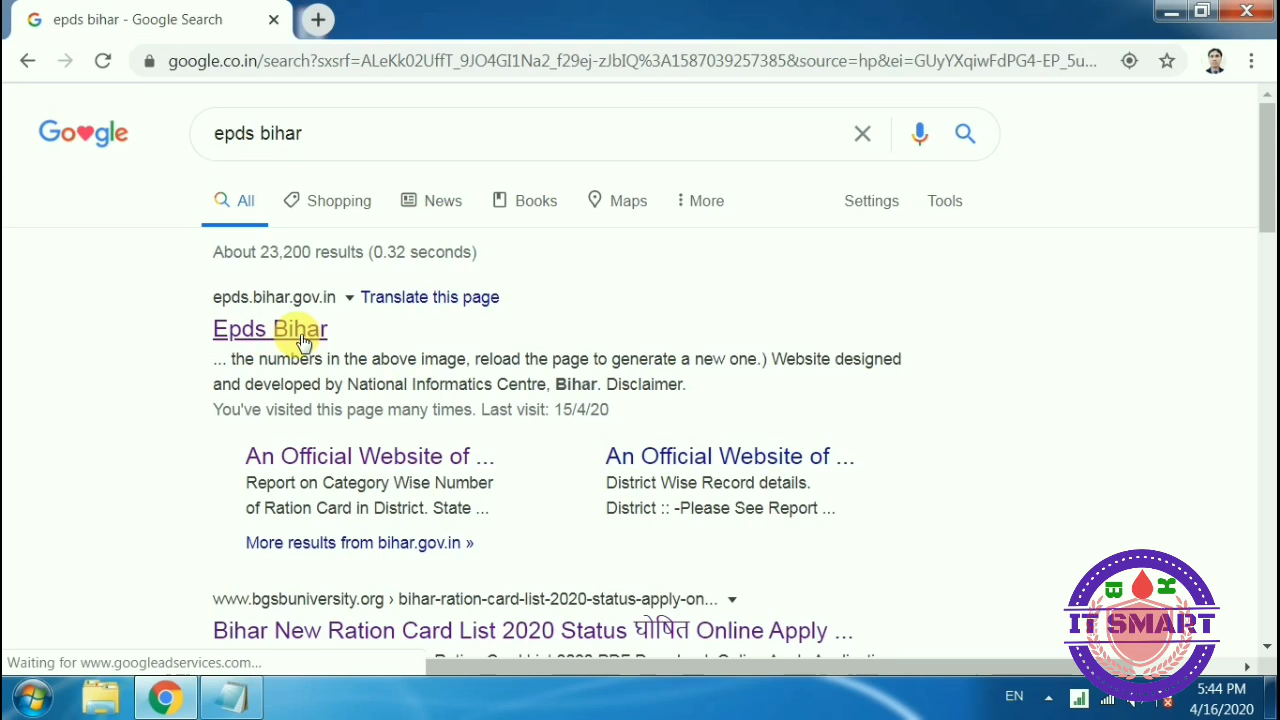 epds bihar - Google Search
google.co.in/search?sxsrf=ALeKk02UffT_9JO4GI1Na2_f29ej-zJbIQ%3A1587039257385&source=hp&ei=GUyYXqiwFdPG4-EP_5u...
Google
epds bihar
All Shopping News Books Maps More Settings Tools
About 23,200 results (0.32 seconds)
epds.bihar.gov.in Translate this page
Epds Bihar
... the numbers in the above image, reload the page to generate a new one.) Website designed
and developed by National Informatics Centre, Bihar. Disclaimer.
You've visited this page many times. Last visit: 15/4/20
An Official Website of ... An Official Website of ...
Report on Category Wise Number District Wise Record details.
of Ration Card in District. State ... District :: -Please See Report ...
More results from bihar.gov.in »
www.bgsbuniversity.org › bihar-ration-card-list-2020-status-apply-on...
Bihar New Ration Card List 2020 Status घोषित Online Apply ...
Waiting for www.googleadservices.com...
IT SMART
EN 5:44 PM
4/16/2020